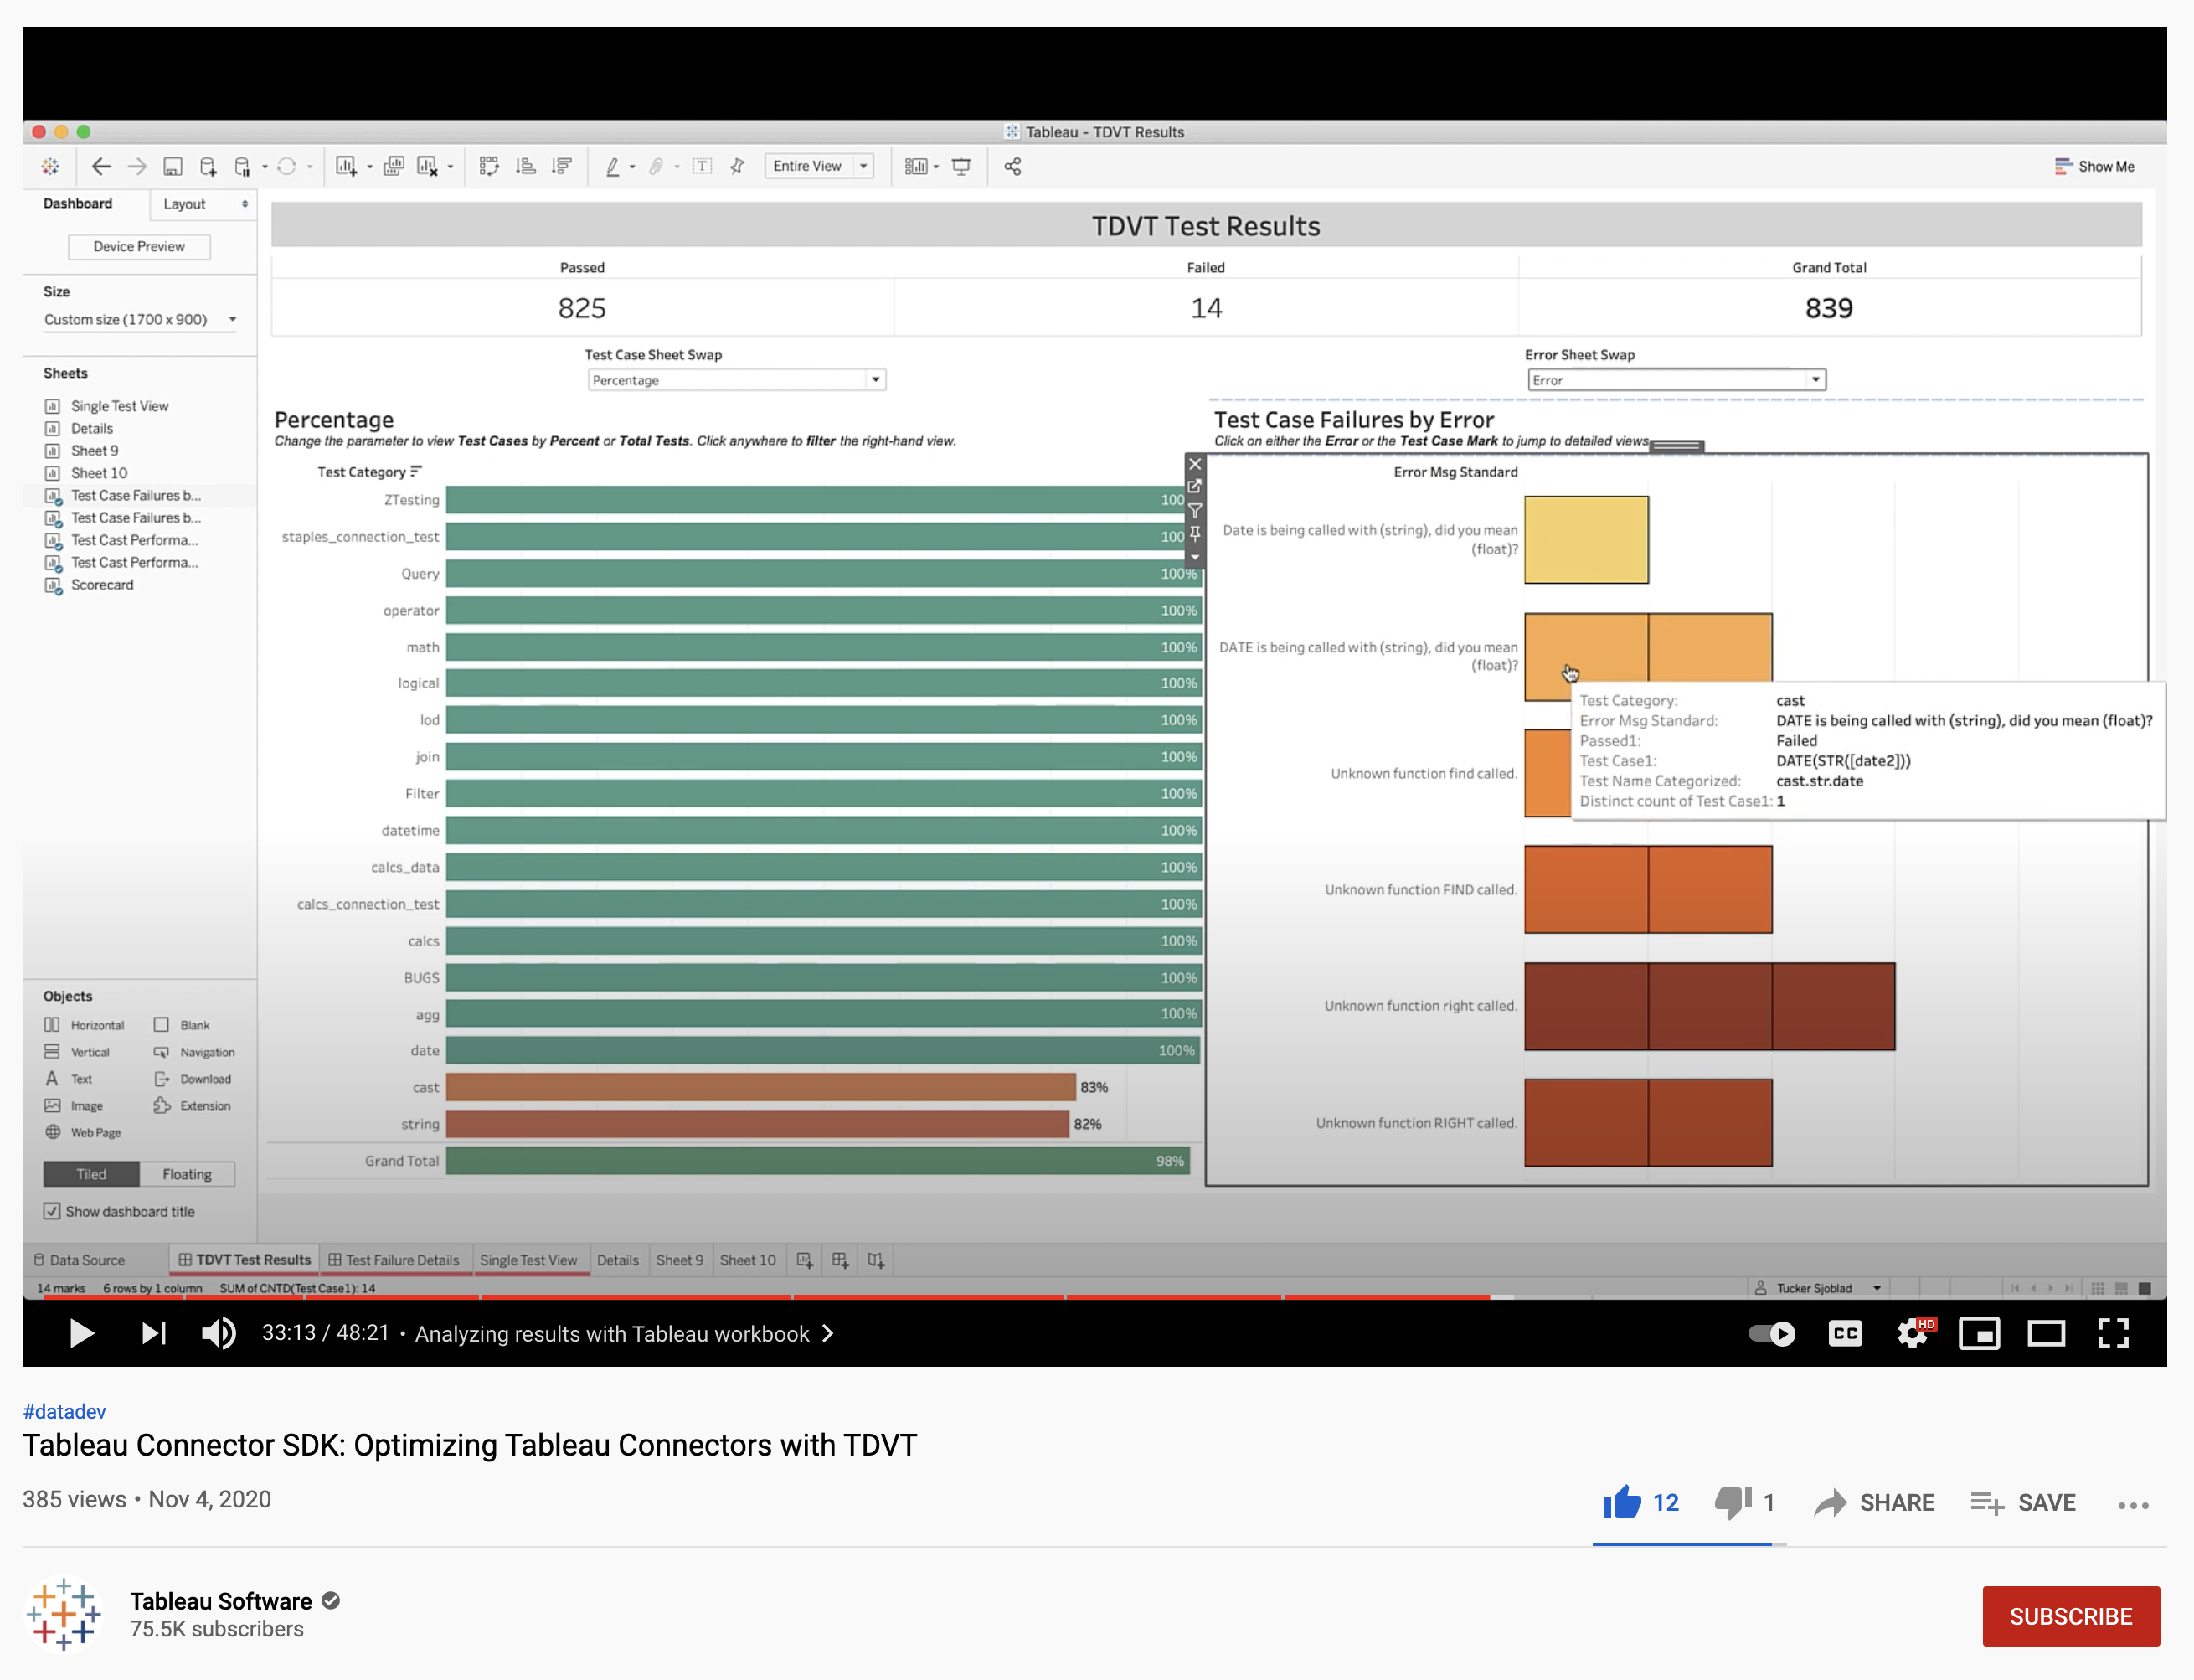 Tableau - TDVT Results
Entire View
Show Me
Dashboard
Layout
Device Preview
Size
Custom size (1700 x 900)
Sheets
Single Test View
Details
Sheet 9
Sheet 10
Test Case Failures b...
Test Case Failures b...
Test Cast Performa...
Test Cast Performa...
Scorecard
Objects
Horizontal
Blank
Vertical
Navigation
Text
Download
Image
Extension
Web Page
Tiled
Floating
Show dashboard title
TDVT Test Results
Passed
Failed
Grand Total
825
14
839
Test Case Sheet Swap
Percentage
Error Sheet Swap
Error
Percentage
Change the parameter to view Test Cases by Percent or Total Tests. Click anywhere to filter the right-hand view.
Test Category
ZTesting 100
staples_connection_test 100
Query 100%
operator 100%
math 100%
logical 100%
lod 100%
join 100%
Filter 100%
datetime 100%
calcs_data 100%
calcs_connection_test 100%
calcs 100%
BUGS 100%
agg 100%
date 100%
cast 83%
string 82%
Grand Total 98%
Test Case Failures by Error
Click on either the Error or the Test Case Mark to jump to detailed views
Error Msg Standard
Date is being called with (string), did you mean
(float)?
DATE is being called with (string), did you mean
(float)?
Unknown function find called.
Unknown function FIND called.
Unknown function right called.
Unknown function RIGHT called.
Test Category: cast
Error Msg Standard: DATE is being called with (string), did you mean (float)?
Passed1: Failed
Test Case1: DATE(STR([date2]))
Test Name Categorized: cast.str.date
Distinct count of Test Case1: 1
Data Source
TDVT Test Results
Test Failure Details
Single Test View
Details
Sheet 9
Sheet 10
14 marks
6 rows by 1 column
SUM of CNTD(Test Case1): 14
Tucker Sjoblad
33:13 / 48:21 • Analyzing results with Tableau workbook
CC
HD
#datadev
Tableau Connector SDK: Optimizing Tableau Connectors with TDVT
385 views • Nov 4, 2020
12
1
SHARE
SAVE
Tableau Software
75.5K subscribers
SUBSCRIBE